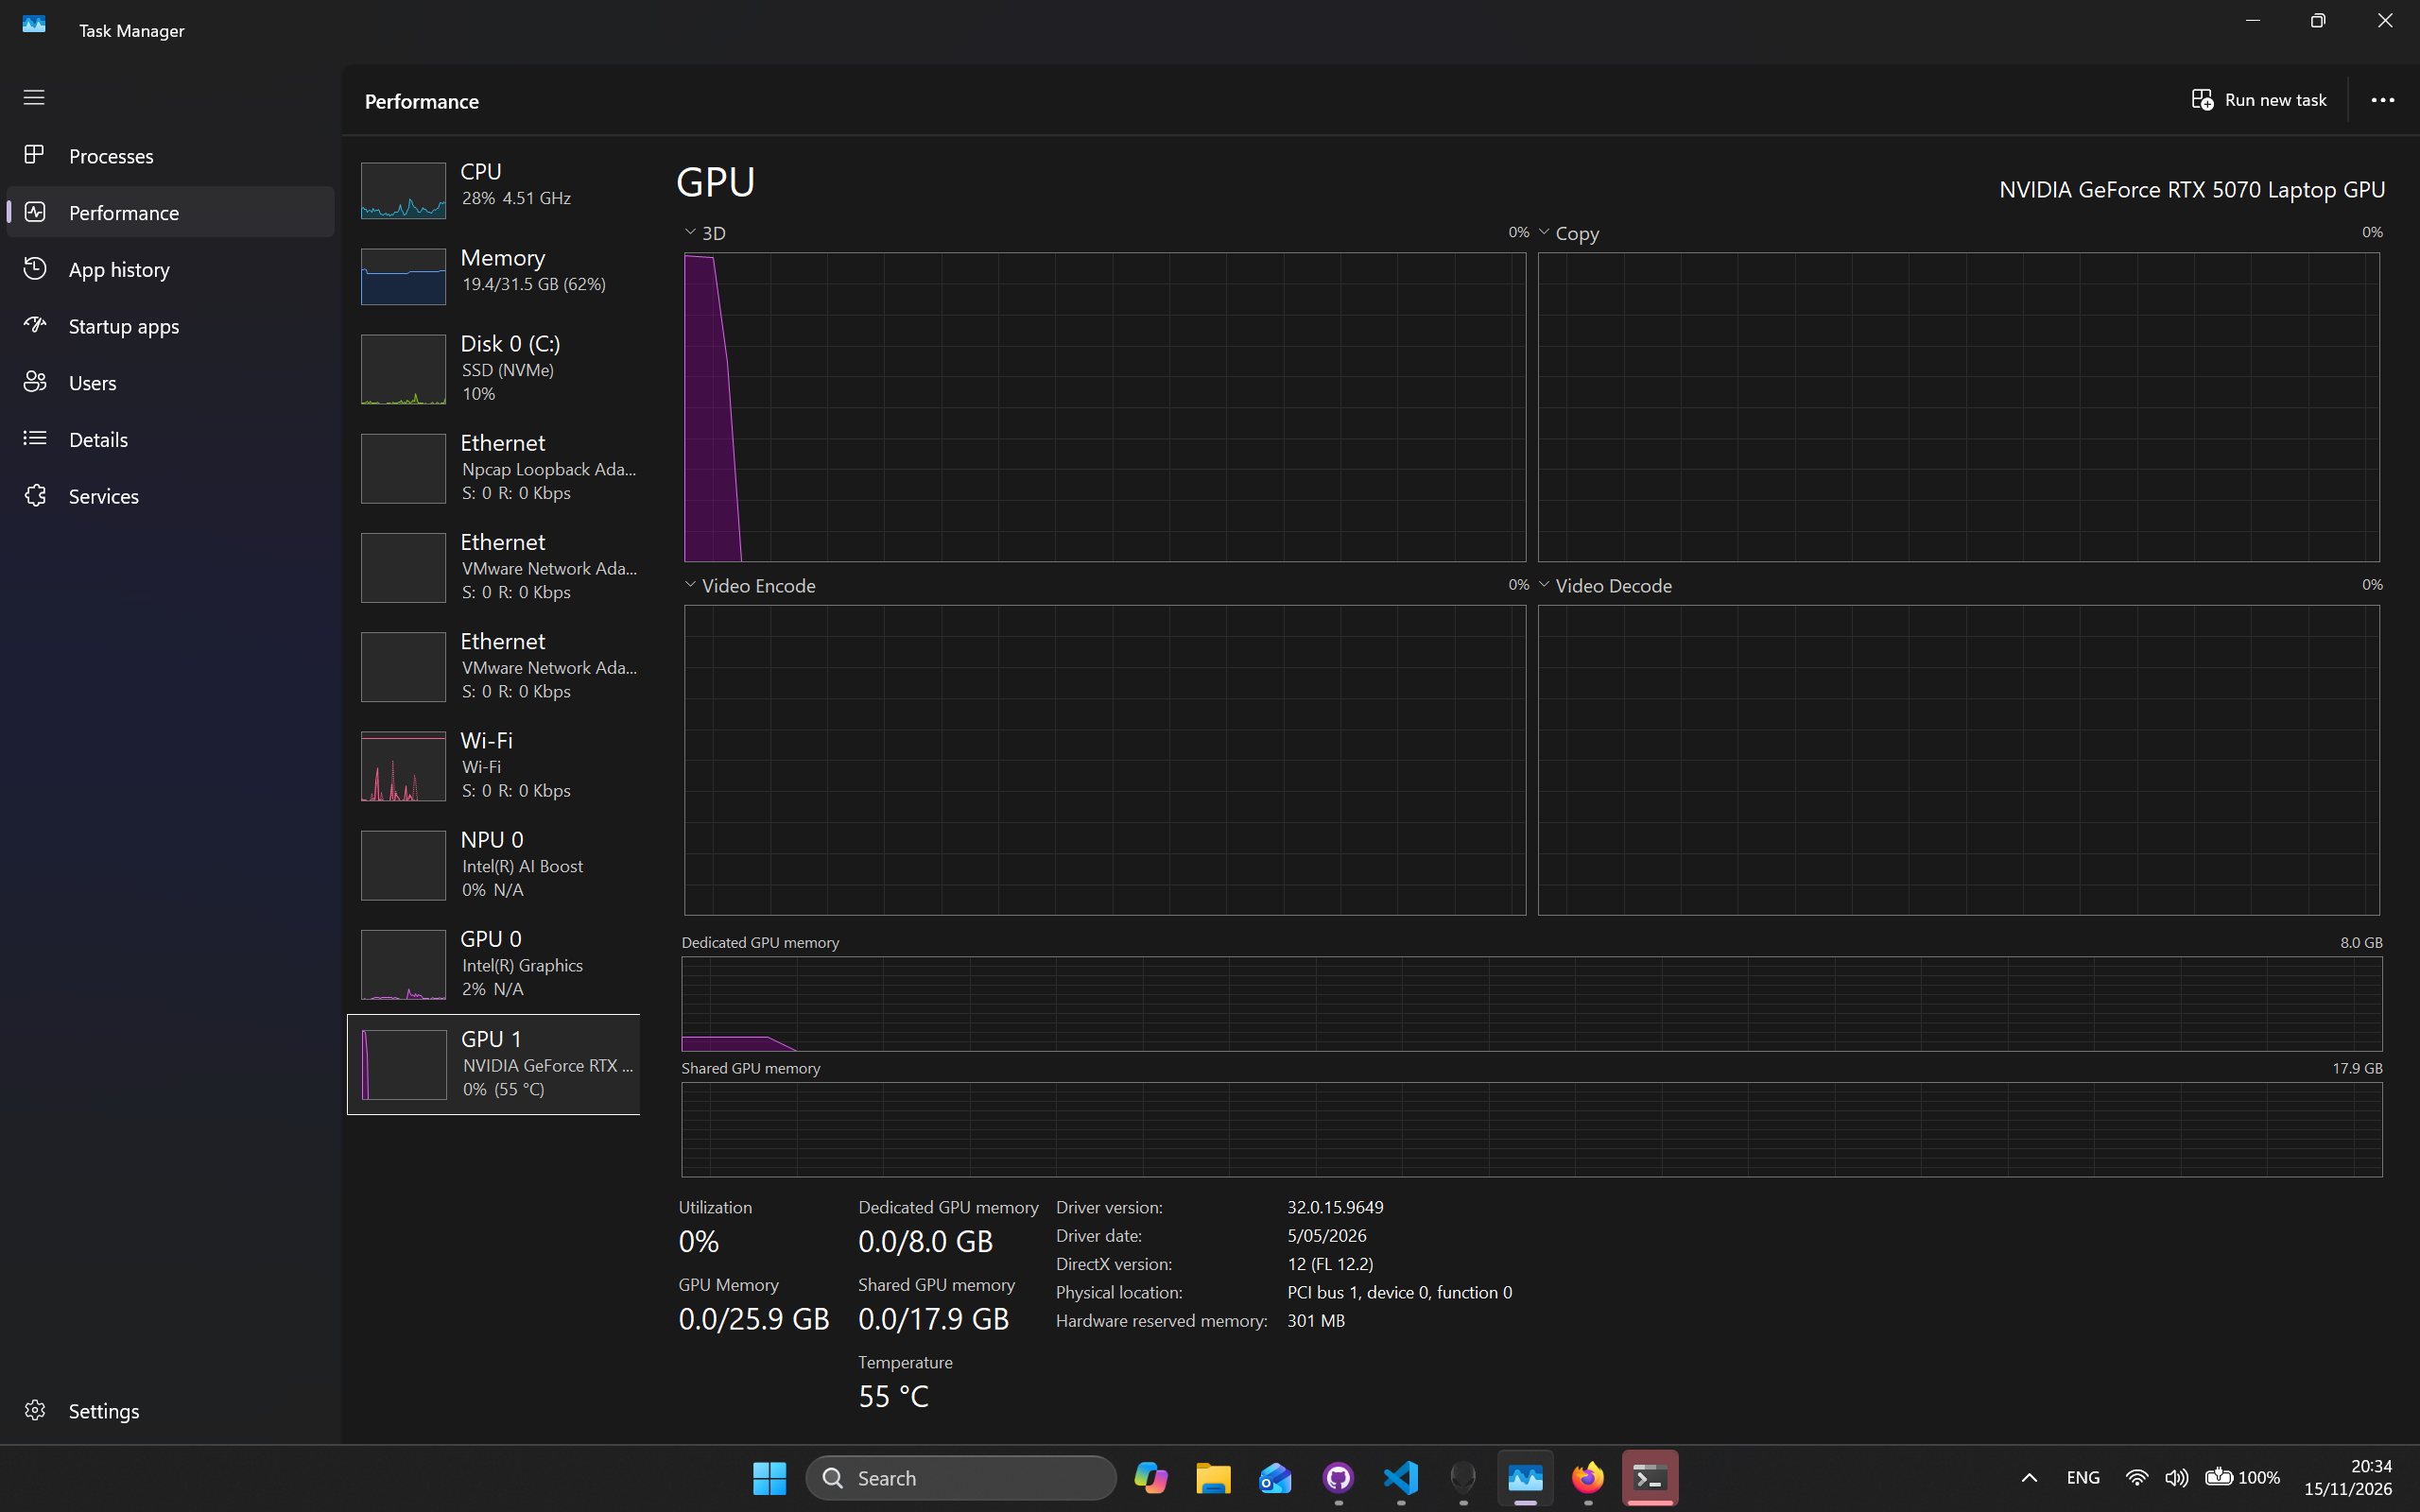 Task Manager
Performance
Run new task
Processes
Performance
App history
Startup apps
Users
Details
Services
Settings
CPU
28% 4.51 GHz
Memory
19.4/31.5 GB (62%)
Disk 0 (C:)
SSD (NVMe)
10%
Ethernet
Npcap Loopback Ada...
S: 0 R: 0 Kbps
Ethernet
VMware Network Ada...
S: 0 R: 0 Kbps
Ethernet
VMware Network Ada...
S: 0 R: 0 Kbps
Wi-Fi
Wi-Fi
S: 0 R: 0 Kbps
NPU 0
Intel(R) AI Boost
0% N/A
GPU 0
Intel(R) Graphics
2% N/A
GPU 1
NVIDIA GeForce RTX ...
0% (55 °C)
GPU
NVIDIA GeForce RTX 5070 Laptop GPU
3D 0%
Copy 0%
Video Encode 0%
Video Decode 0%
Dedicated GPU memory 8.0 GB
Shared GPU memory 17.9 GB
Utilization
0%
GPU Memory
0.0/25.9 GB
Dedicated GPU memory
0.0/8.0 GB
Shared GPU memory
0.0/17.9 GB
Temperature
55 °C
Driver version: 32.0.15.9649
Driver date: 5/05/2026
DirectX version: 12 (FL 12.2)
Physical location: PCI bus 1, device 0, function 0
Hardware reserved memory: 301 MB
Search
ENG
100%
20:34
15/11/2026